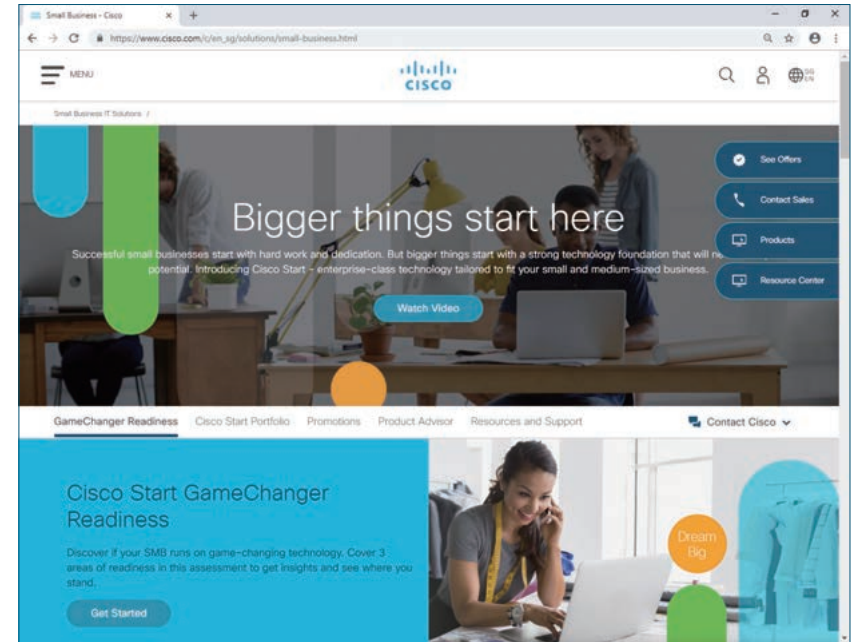 Small Business - Cisco
https://www.cisco.com/c/en_sg/solutions/small-business.html
MENU
CISCO
SG
EN
Small Business IT Solutions /
See Offers
Contact Sales
Products
Resource Center
Bigger things start here
Successful small businesses start with hard work and dedication. But bigger things start with a strong technology foundation that will
potential. Introducing Cisco Start – enterprise-class technology tailored to fit your small and medium-sized business.
Watch Video
GameChanger Readiness Cisco Start Portfolio Promotions Product Advisor Resources and Support Contact Cisco
Cisco Start GameChanger
Readiness
Discover if your SMB runs on game-changing technology. Cover 3
areas of readiness in this assessment to get insights and see where you
stand.
Get Started
Dream
Big